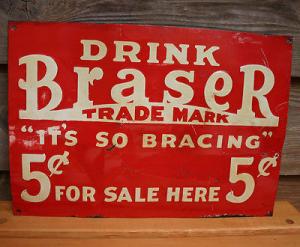 DRINK
BraseR
TRADE MARK
"IT'S SO BRACING"
5¢ FOR SALE HERE 5¢